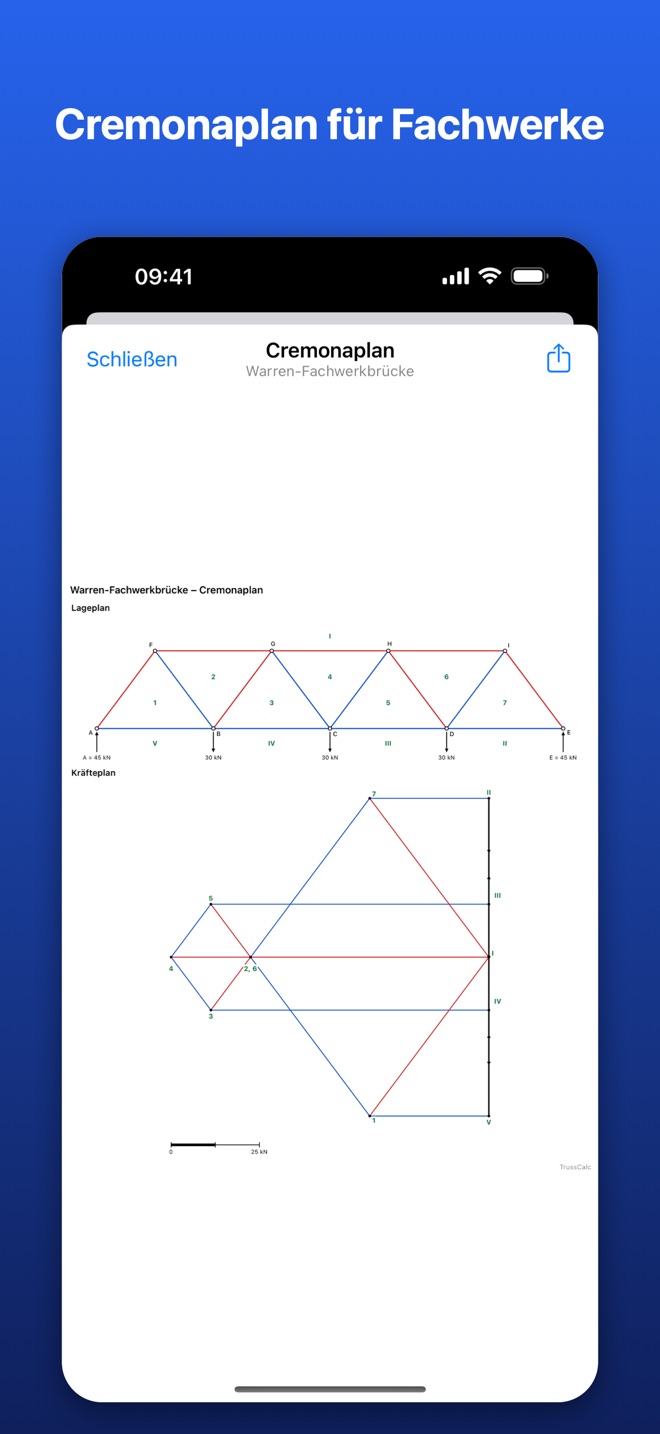 Cremonaplan für Fachwerke
09:41
Schließen
Cremonaplan
Warren-Fachwerkbrücke
Warren-Fachwerkbrücke – Cremonaplan
Lageplan
I
F G H I
2 4 6
1 3 5 7
A B C D E
V IV III II
A = 45 kN 30 kN 30 kN 30 kN E = 45 kN
Kräfteplan
7 II
5 III
I
4 2, 6
IV
3
1 V
0 25 kN
TrussCalc